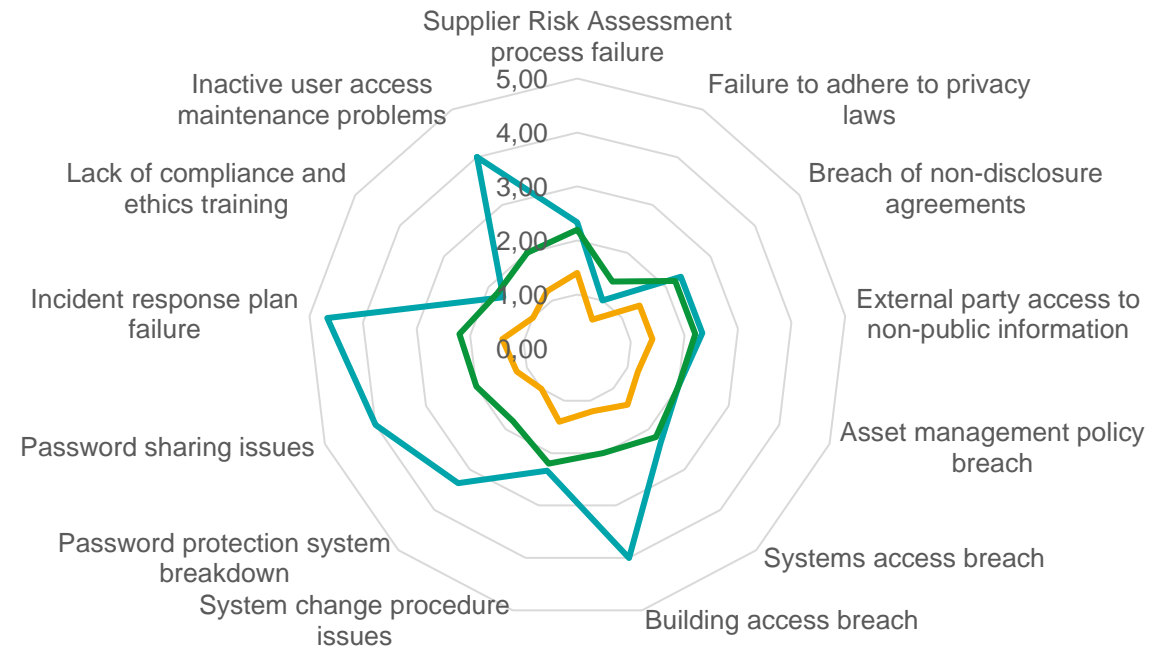 Supplier Risk Assessment
process failure
Failure to adhere to privacy
laws
Breach of non-disclosure
agreements
External party access to
non-public information
Asset management policy
breach
Systems access breach
Building access breach
System change procedure
issues
Password protection system
breakdown
Password sharing issues
Incident response plan
failure
Lack of compliance and
ethics training
Inactive user access
maintenance problems
5,00
4,00
3,00
2,00
1,00
0,00